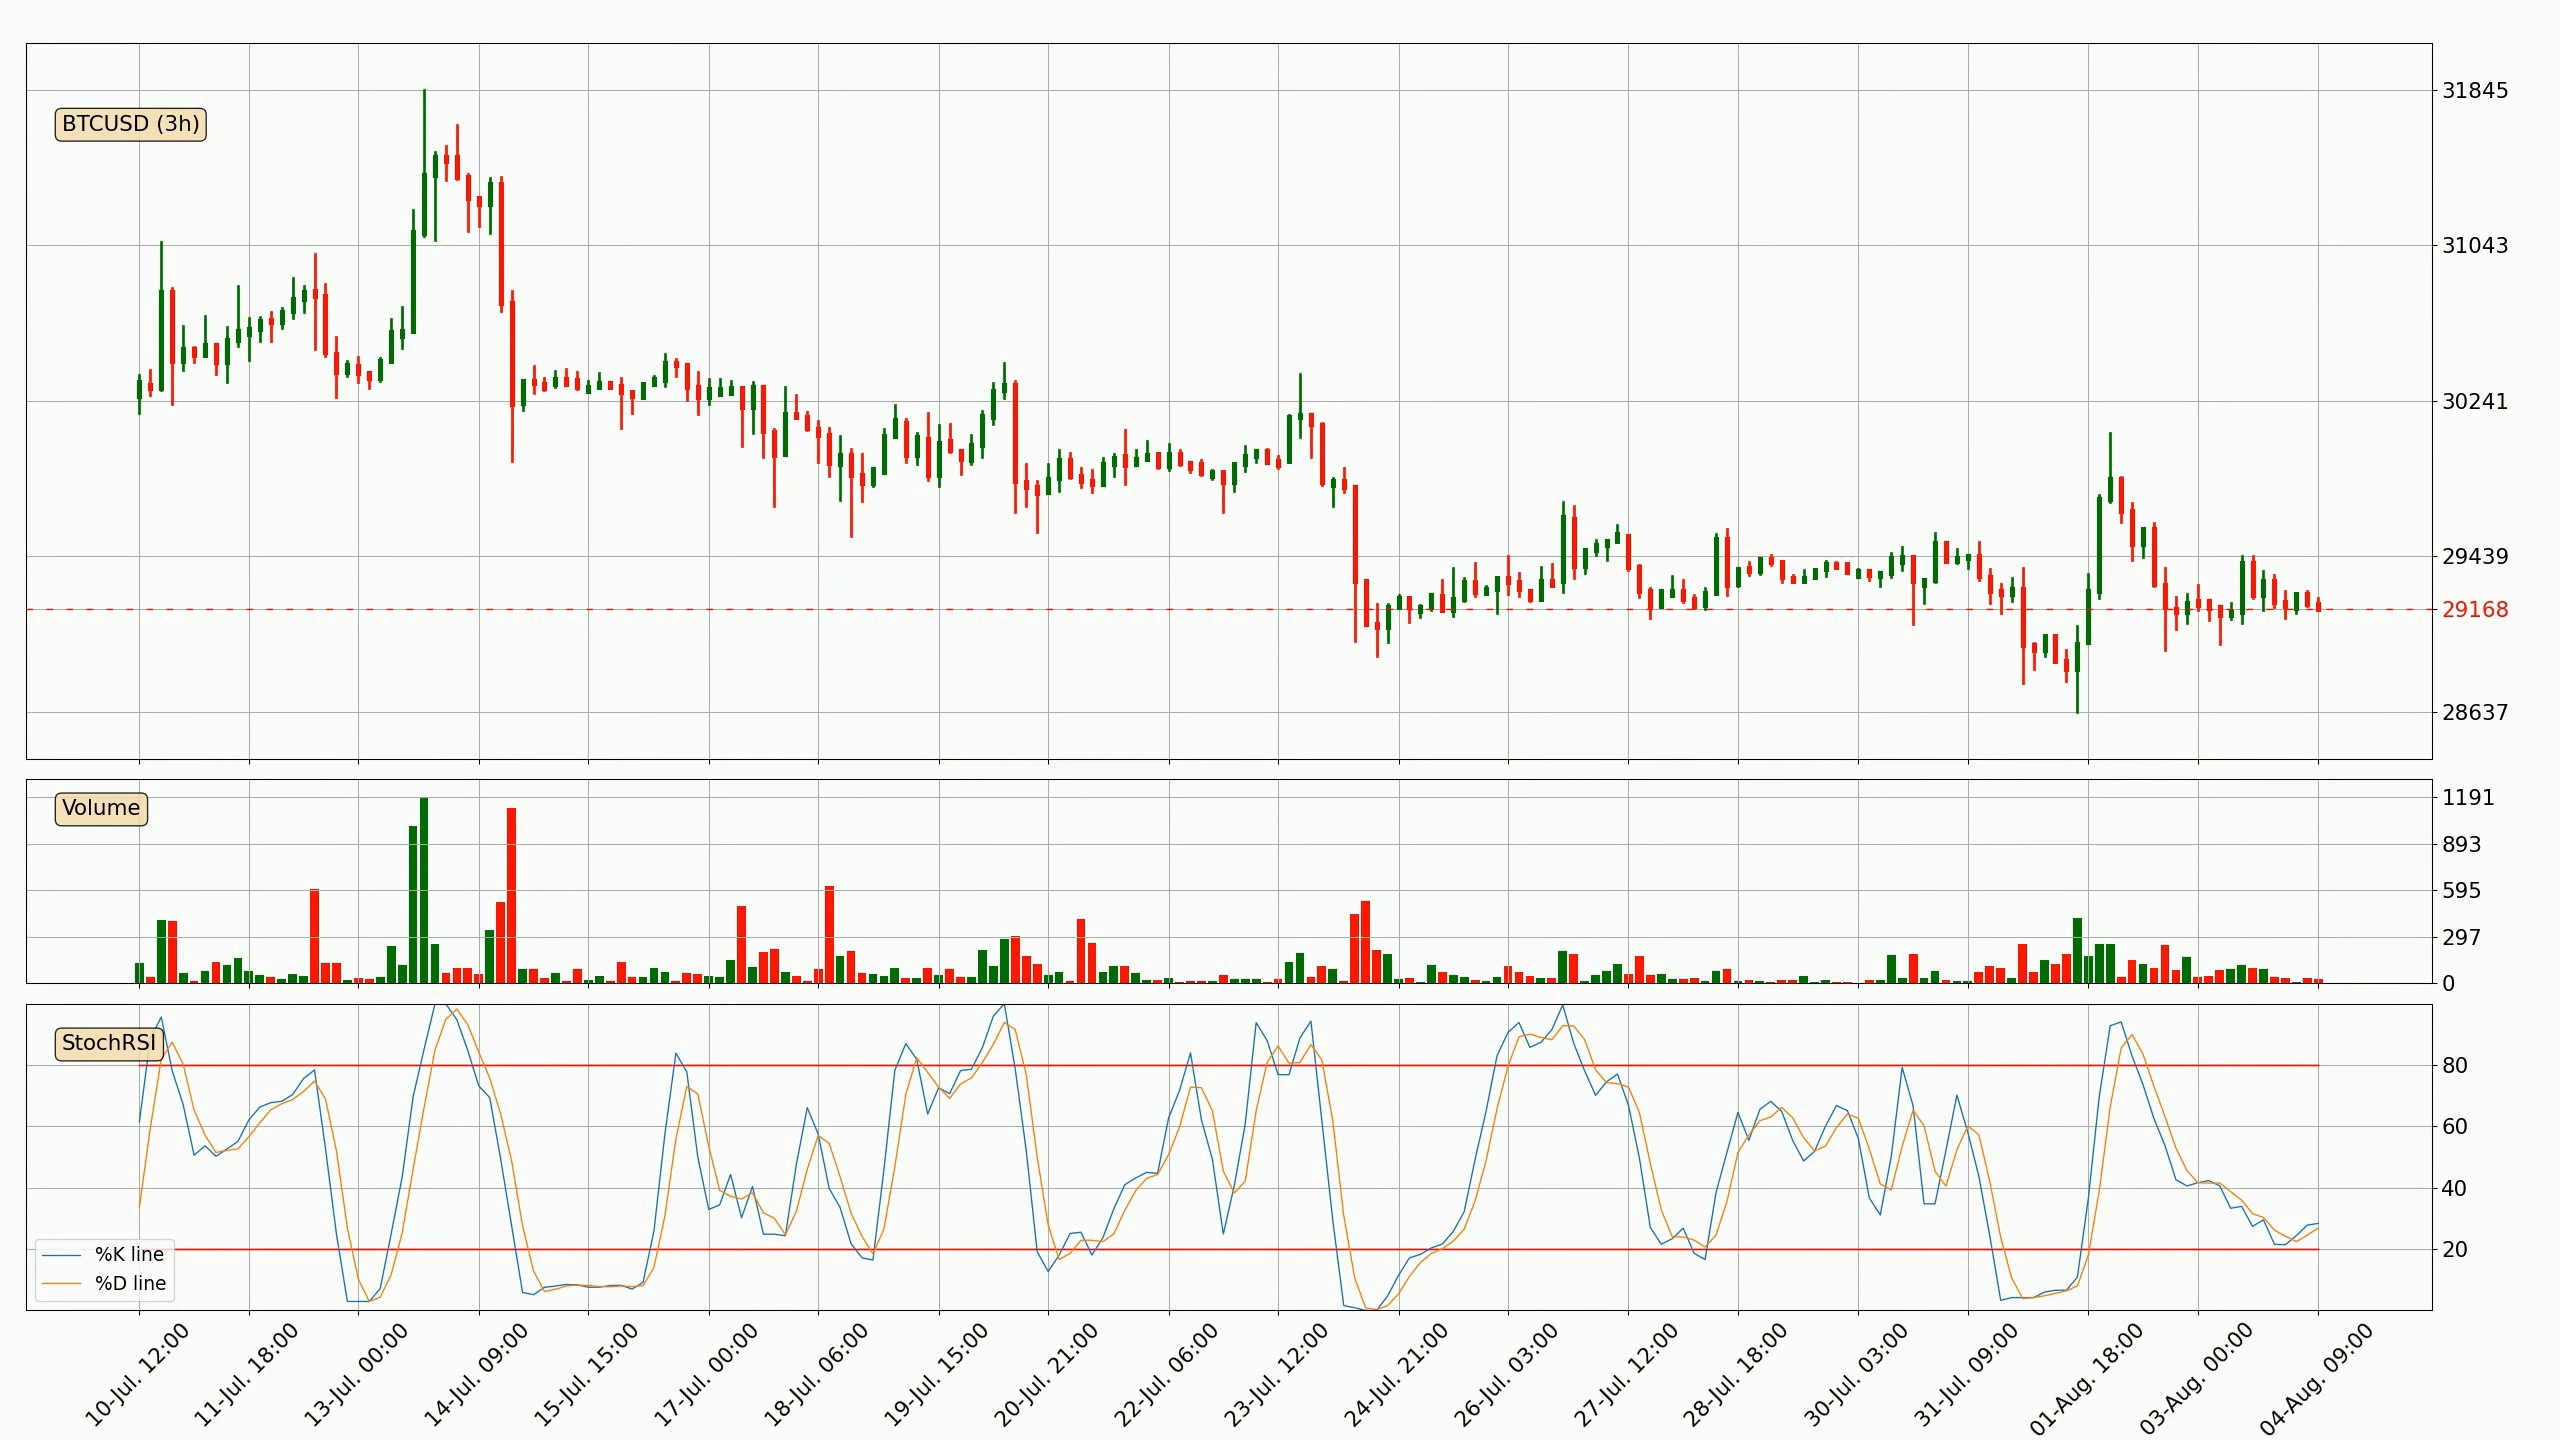 BTCUSD (3h)
31845
31043
30241
29439
29168
28637
Volume
1191
893
595
297
0
StochRSI
80
60
40
20
%K line
%D line
10-Jul. 12:00
11-Jul. 18:00
13-Jul. 00:00
14-Jul. 09:00
15-Jul. 15:00
17-Jul. 00:00
18-Jul. 06:00
19-Jul. 15:00
20-Jul. 21:00
22-Jul. 06:00
23-Jul. 12:00
24-Jul. 21:00
26-Jul. 03:00
27-Jul. 12:00
28-Jul. 18:00
30-Jul. 03:00
31-Jul. 09:00
01-Aug. 18:00
03-Aug. 00:00
04-Aug. 09:00